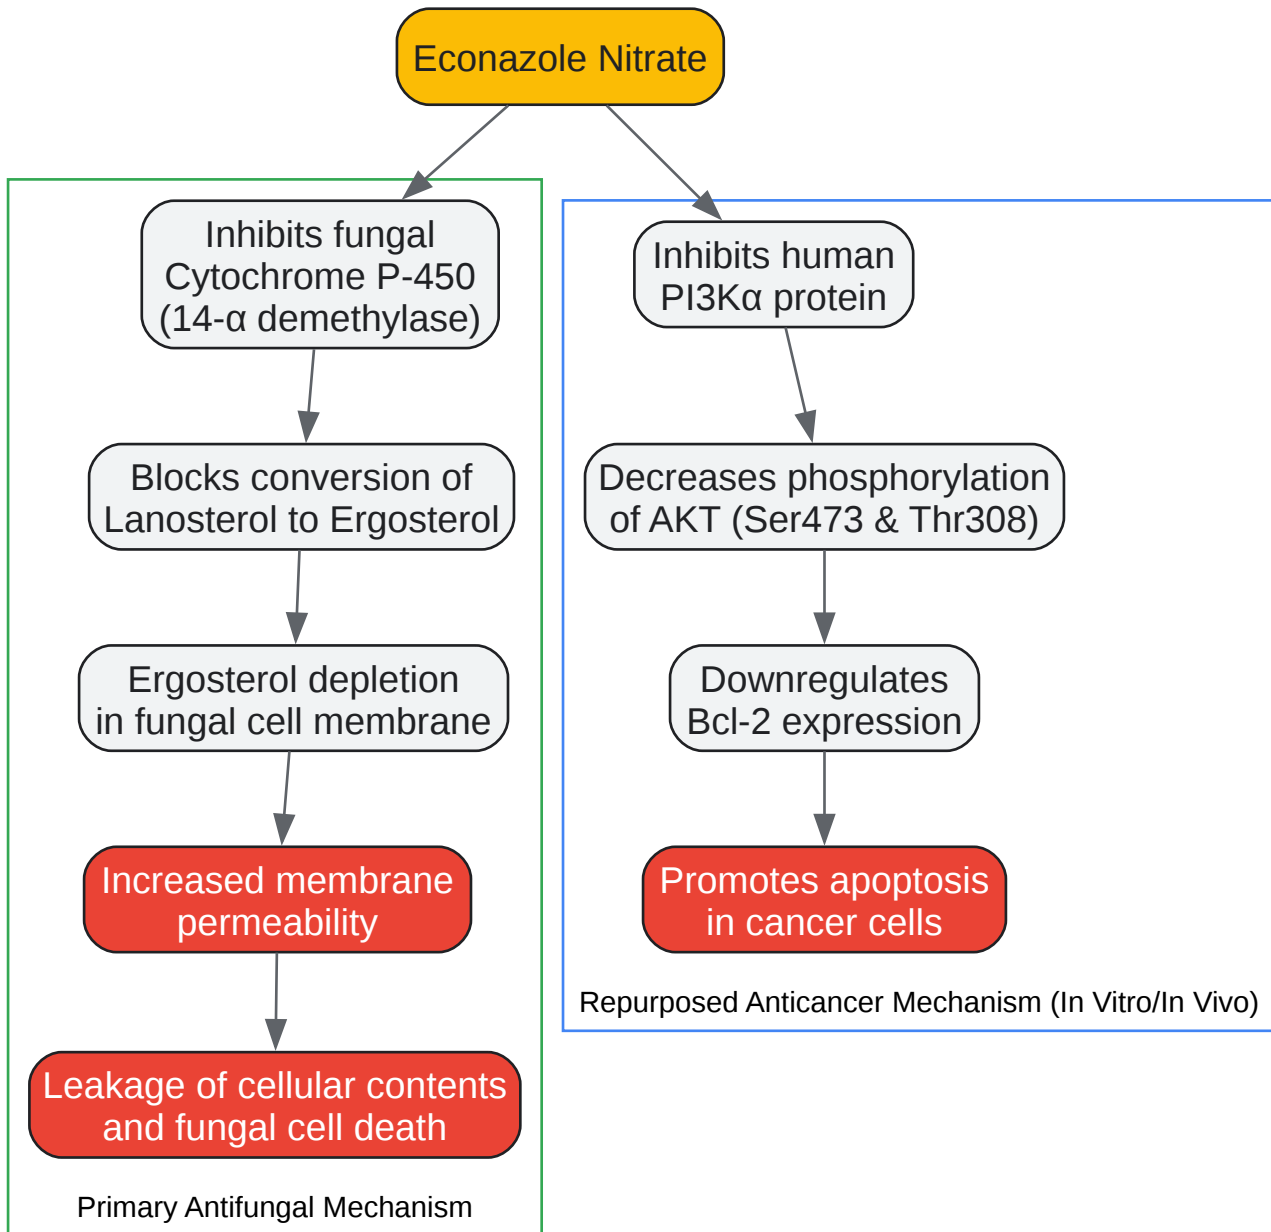 Econazole Nitrate
Inhibits fungal
Cytochrome P-450
(14-α demethylase)
Blocks conversion of
Lanosterol to Ergosterol
Ergosterol depletion
in fungal cell membrane
Increased membrane
permeability
Leakage of cellular contents
and fungal cell death
Primary Antifungal Mechanism
Inhibits human
PI3Kα protein
Decreases phosphorylation
of AKT (Ser473 & Thr308)
Downregulates
Bcl-2 expression
Promotes apoptosis
in cancer cells
Repurposed Anticancer Mechanism (In Vitro/In Vivo)